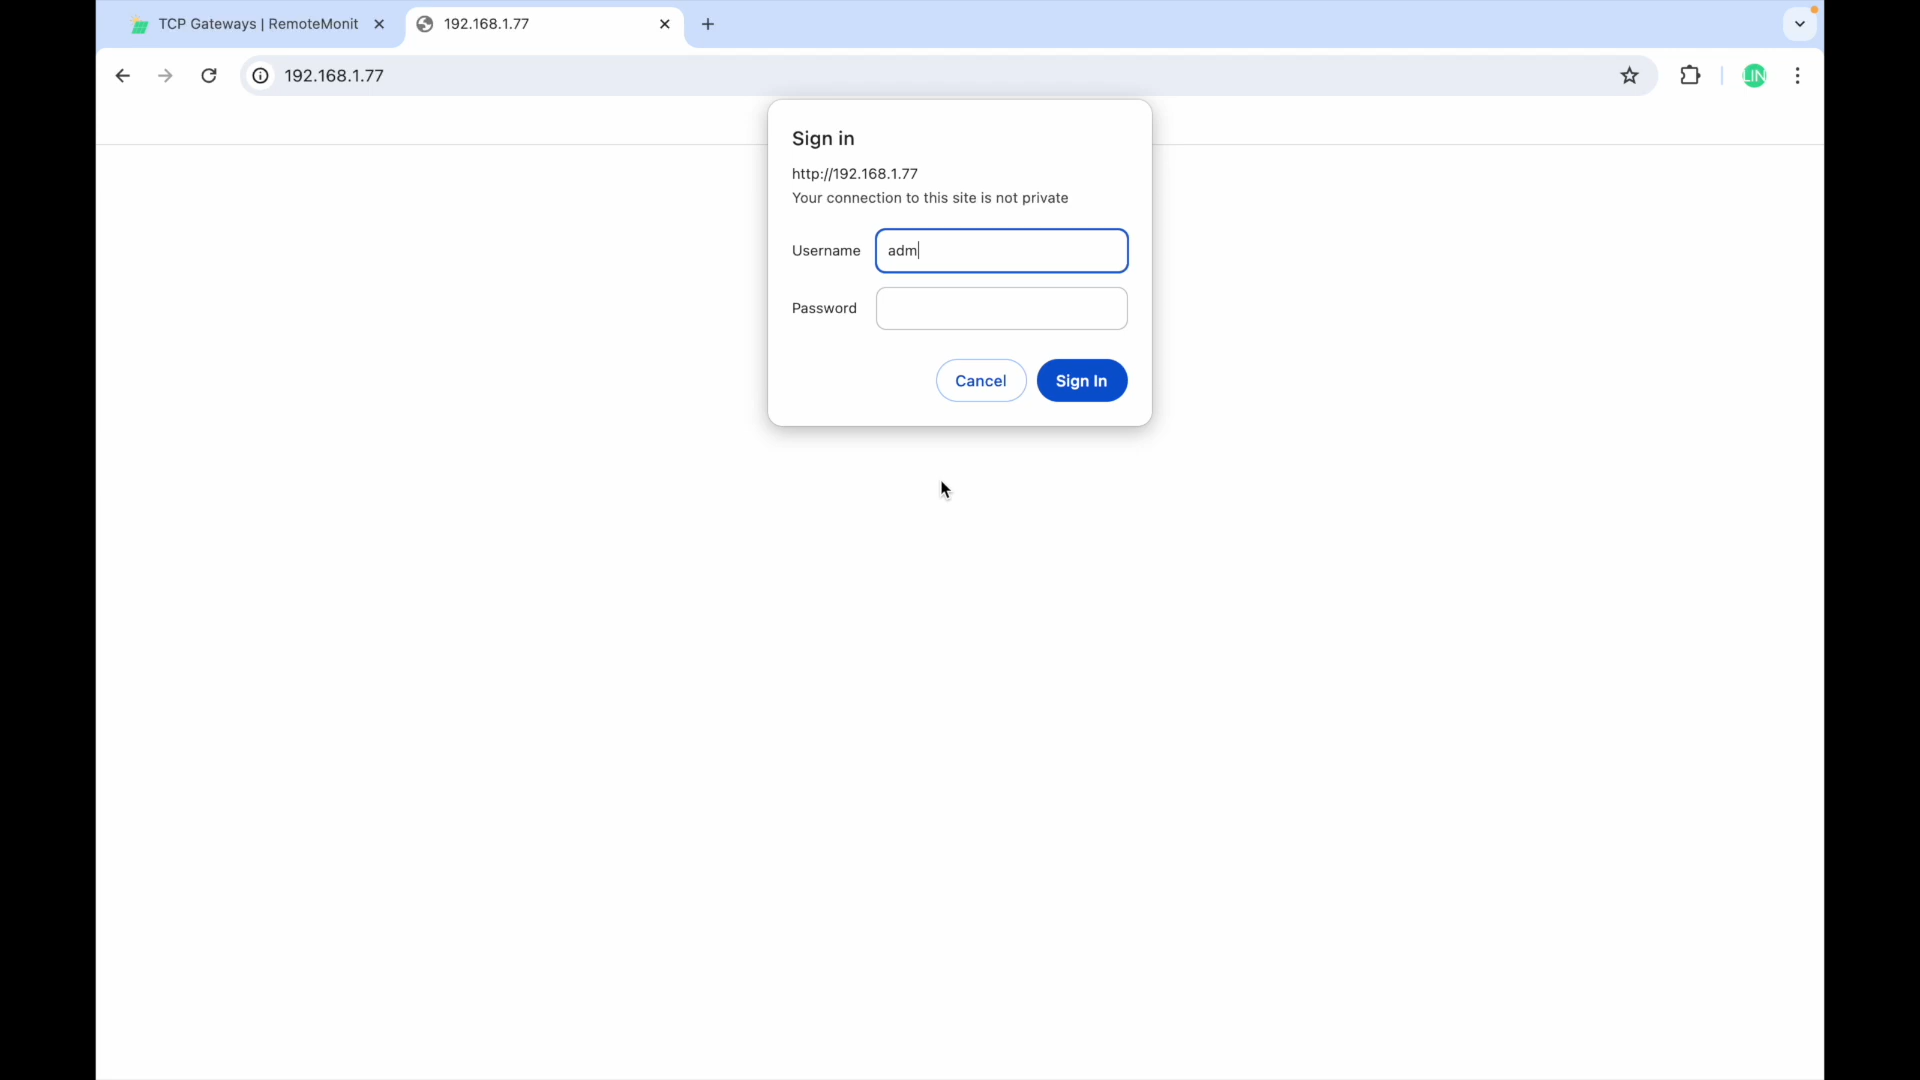 TCP Gateways | RemoteMonit
192.168.1.77
192.168.1.77
LIN
Sign in
http://192.168.1.77
Your connection to this site is not private
Username adm
Password
Cancel Sign In